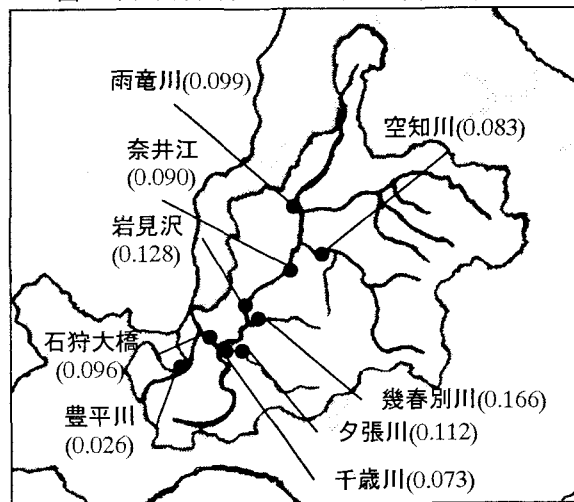 雨竜川(0.099)
空知川(0.083)
奈井江
(0.090)
岩見沢
(0.128)
石狩大橋
(0.096)
幾春別川(0.166)
豊平川
(0.026)
夕張川(0.112)
千歳川(0.073)